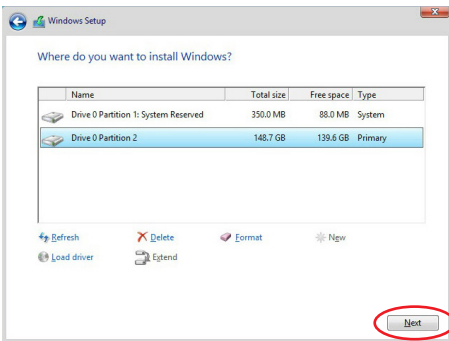 Windows Setup
Where do you want to install Windows?
Name Total size Free space Type
Drive 0 Partition 1: System Reserved 350.0 MB 88.0 MB System
Drive 0 Partition 2 148.7 GB 139.6 GB Primary
Refresh Delete Format New
Load driver Extend
Next